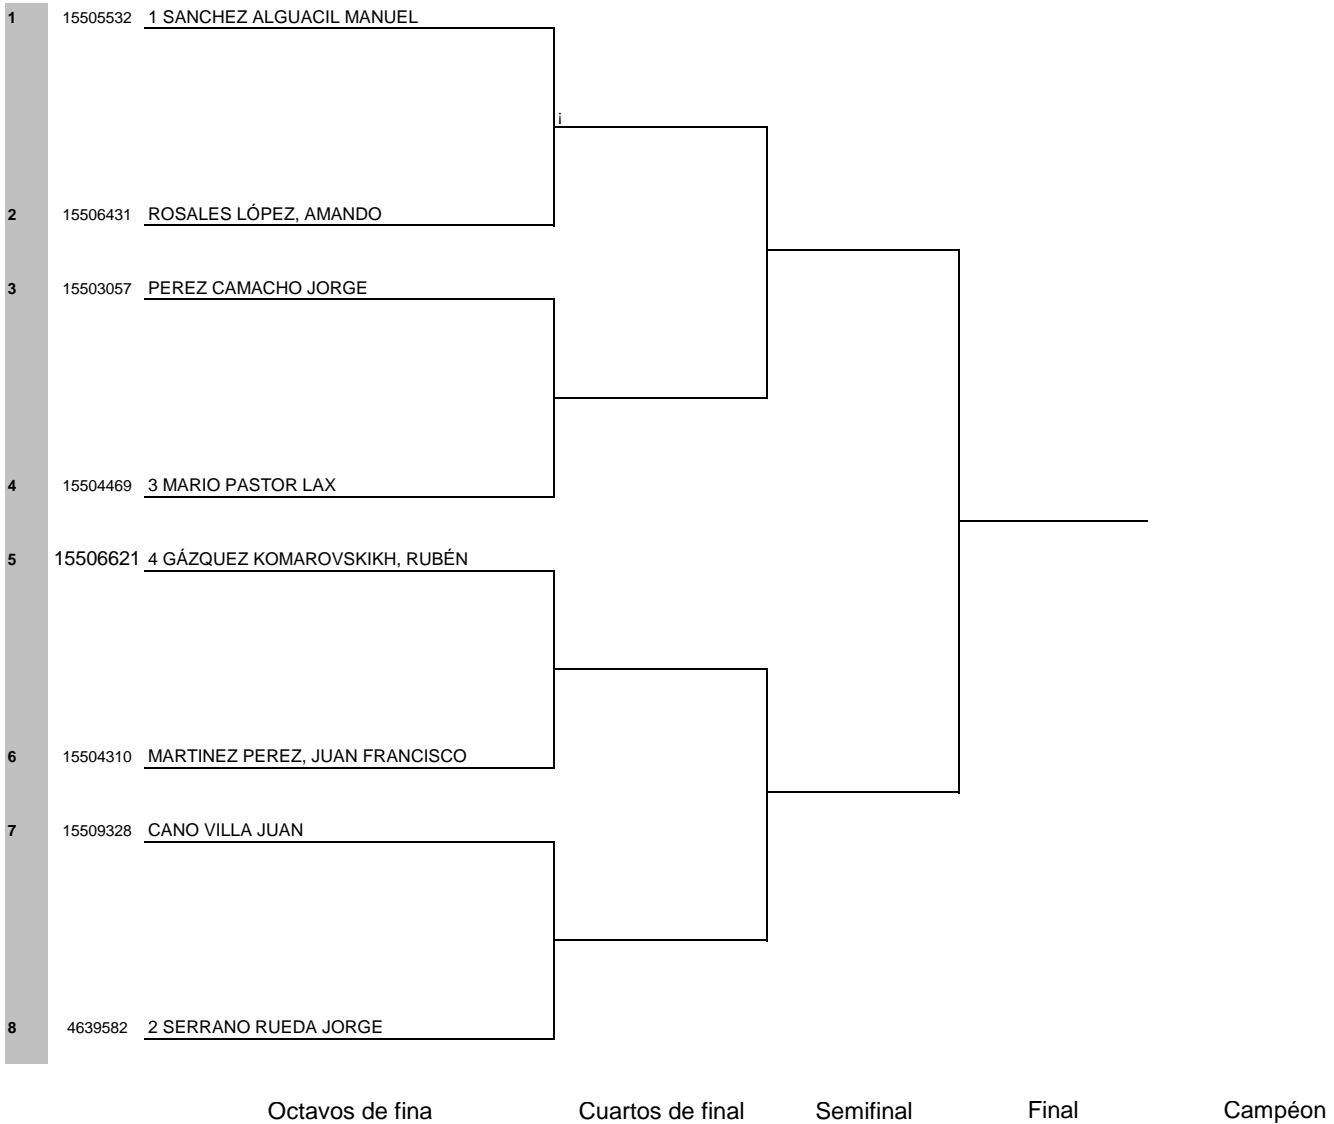 1 15505532 1 SANCHEZ ALGUACIL MANUEL
¡
2 15506431 ROSALES LÓPEZ, AMANDO
3 15503057 PEREZ CAMACHO JORGE
4 15504469 3 MARIO PASTOR LAX
5 15506621 4 GÁZQUEZ KOMAROVSKIKH, RUBÉN
6 15504310 MARTINEZ PEREZ, JUAN FRANCISCO
7 15509328 CANO VILLA JUAN
8 4639582 2 SERRANO RUEDA JORGE
Octavos de fina Cuartos de final Semifinal Final Campéon